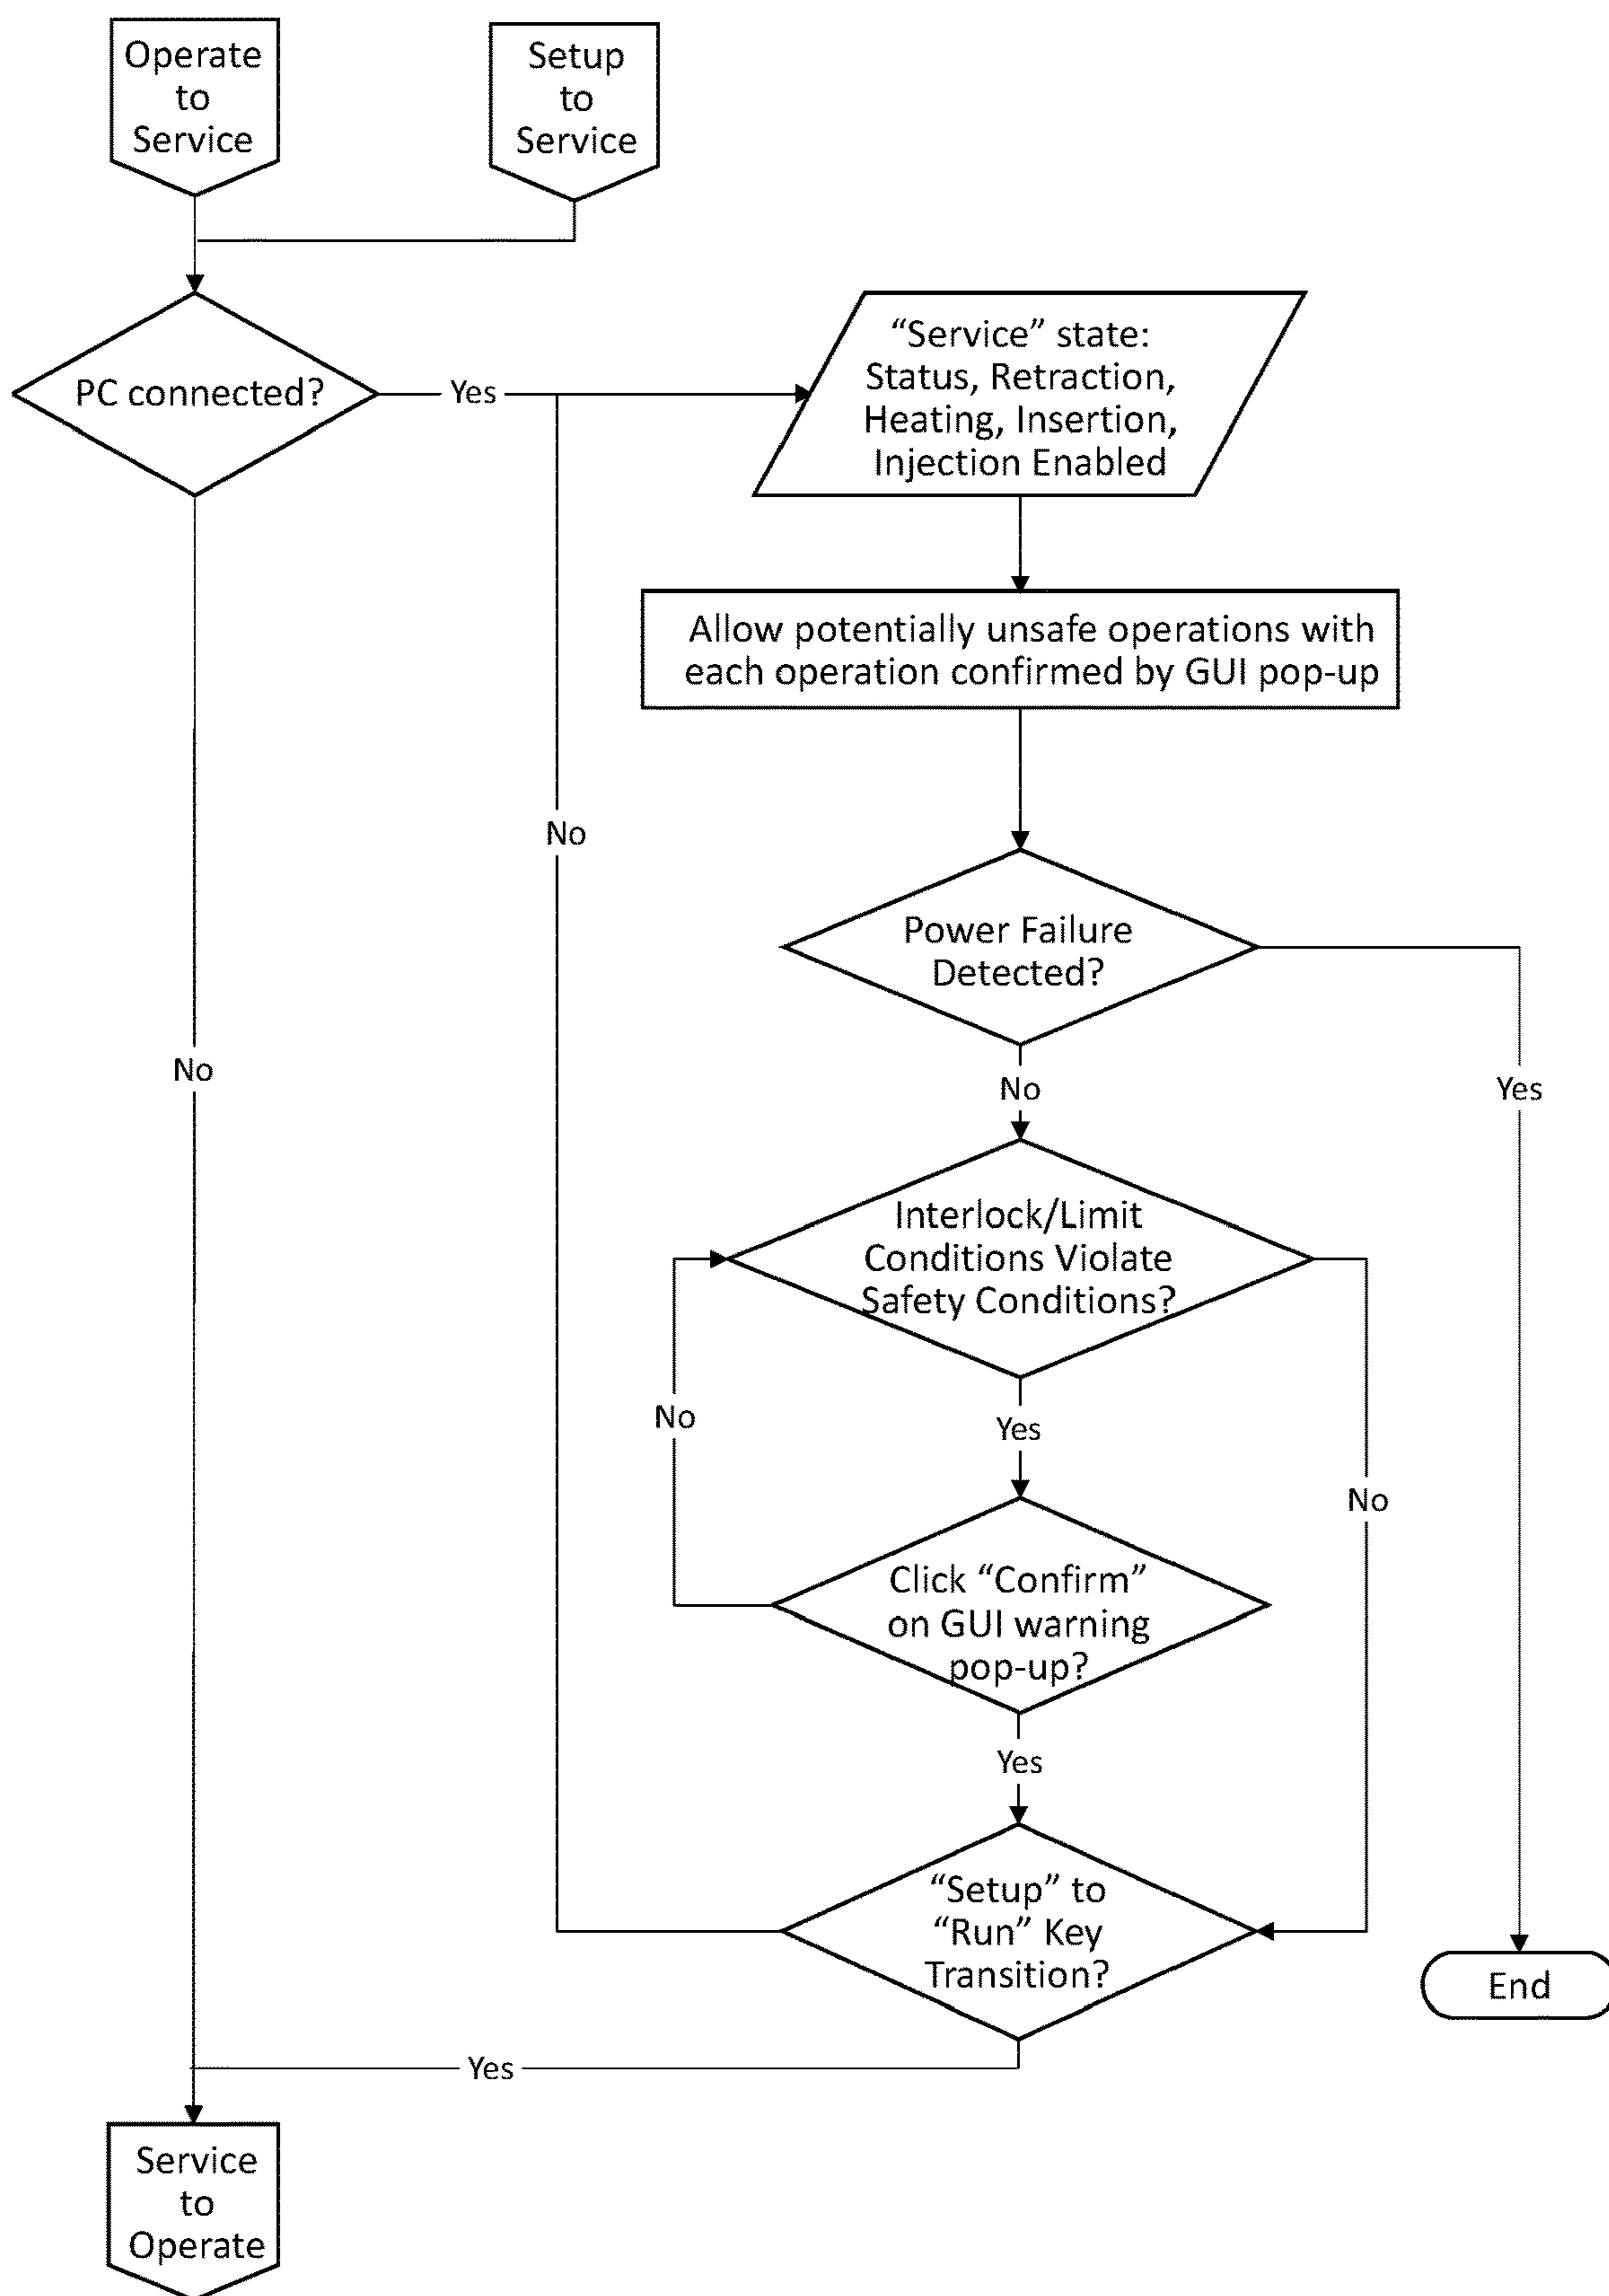 Operate
to
Service
Setup
to
Service
PC connected?
Yes
“Service” state:
Status, Retraction,
Heating, Insertion,
Injection Enabled
Allow potentially unsafe operations with
each operation confirmed by GUI pop-up
No
Power Failure
Detected?
No
No
Yes
Interlock/Limit
Conditions Violate
Safety Conditions?
No
Yes
No
Click “Confirm”
on GUI warning
pop-up?
Yes
“Setup” to
“Run” Key
Transition?
End
Yes
Service
to
Operate